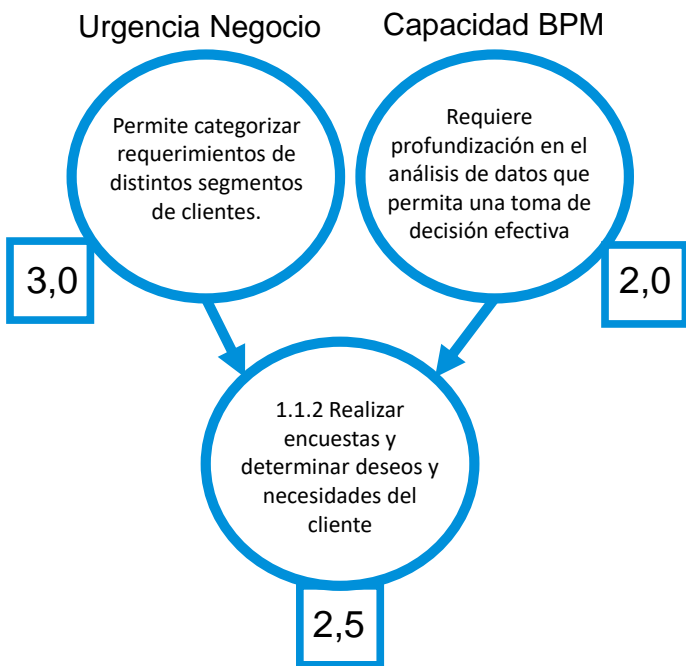 Urgencia Negocio
Capacidad BPM
Permite categorizar
requerimientos de
distintos segmentos
de clientes.
3,0
Requiere
profundización en el
análisis de datos que
permita una toma de
decisión efectiva
2,0
1.1.2 Realizar
encuestas y
determinar deseos y
necesidades del
cliente
2,5